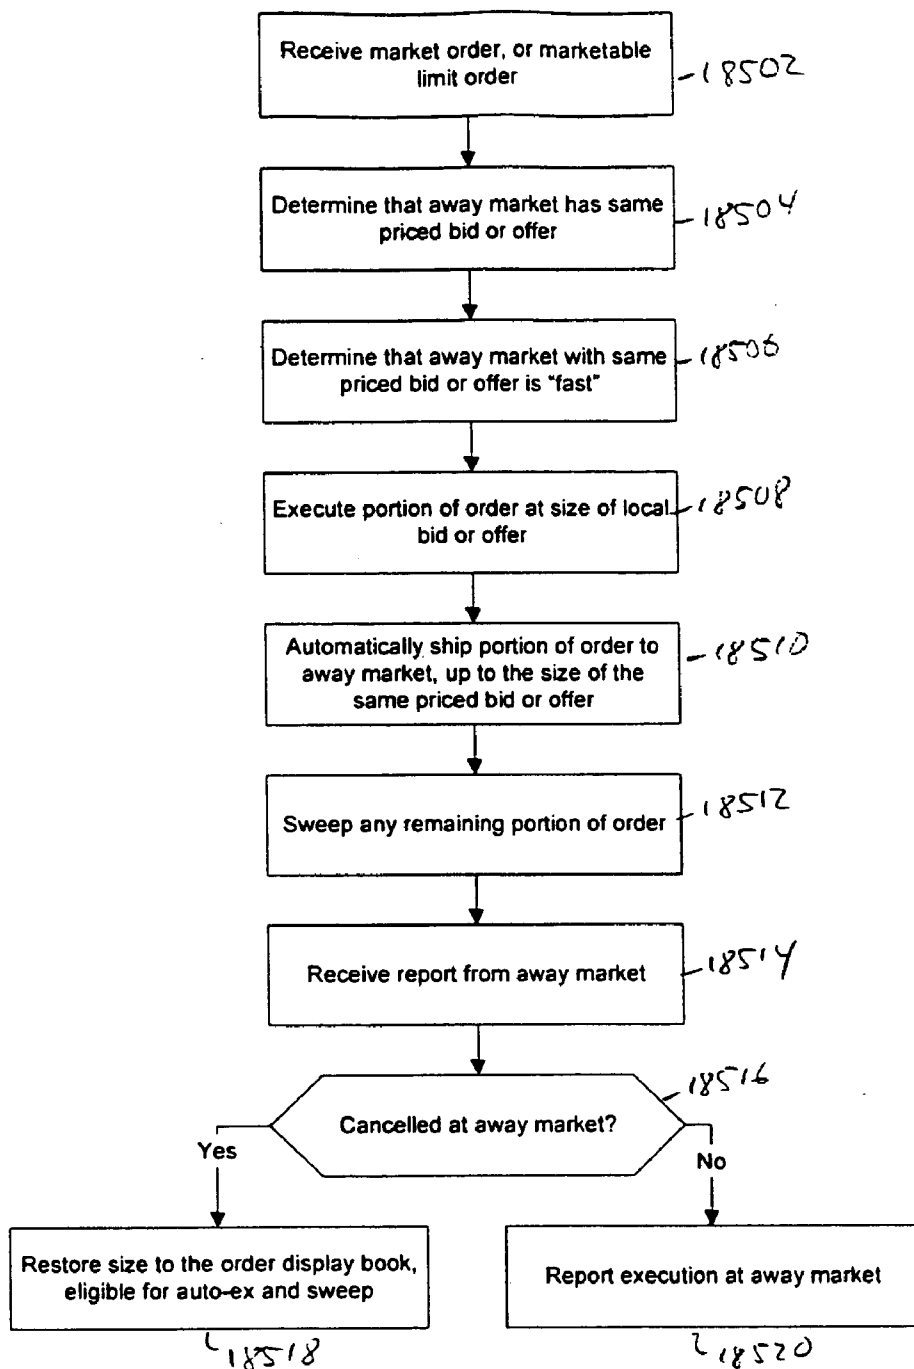 Receive market order, or marketable
limit order
18502
Determine that away market has same
priced bid or offer
18504
Determine that away market with same
priced bid or offer is "fast"
18506
Execute portion of order at size of local
bid or offer
18508
Automatically ship portion of order to
away market, up to the size of the
same priced bid or offer
18510
Sweep any remaining portion of order
18512
Receive report from away market
18514
Cancelled at away market?
18516
Yes
No
Restore size to the order display book,
eligible for auto-ex and sweep
18518
Report execution at away market
18520